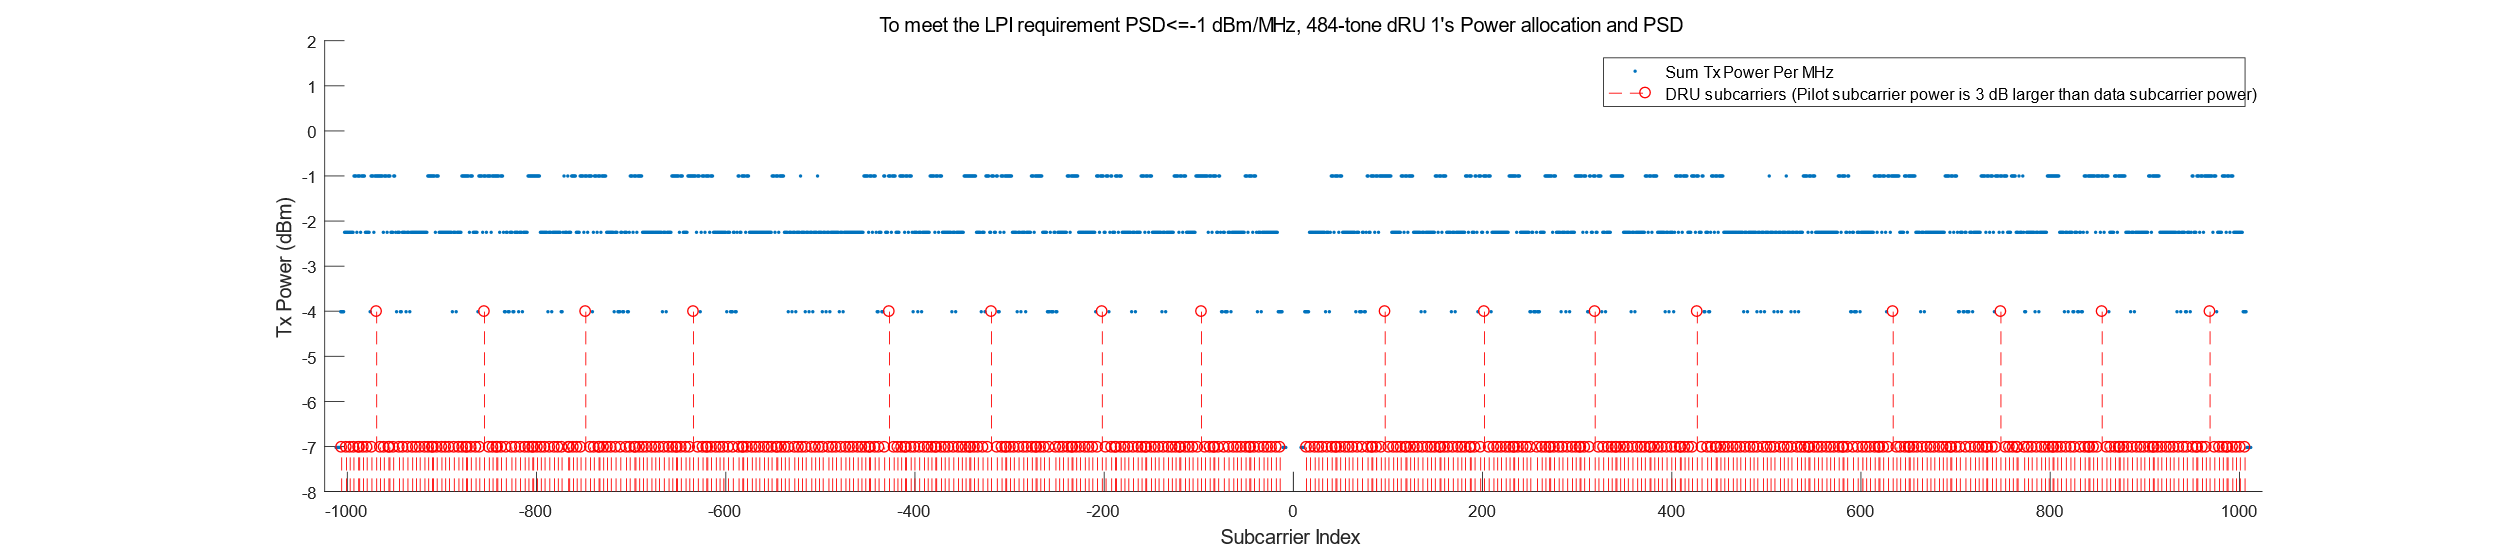 To meet the LPI requirement PSD<=-1 dBm/MHz, 484-tone dRU 1's Power allocation and PSD
Sum Tx Power Per MHz
DRU subcarriers (Pilot subcarrier power is 3 dB larger than data subcarrier power)
Tx Power (dBm)
2
1
0
-1
-2
-3
-4
-5
-6
-7
-8
-1000 -800 -600 -400 -200 0 200 400 600 800 1000
Subcarrier Index